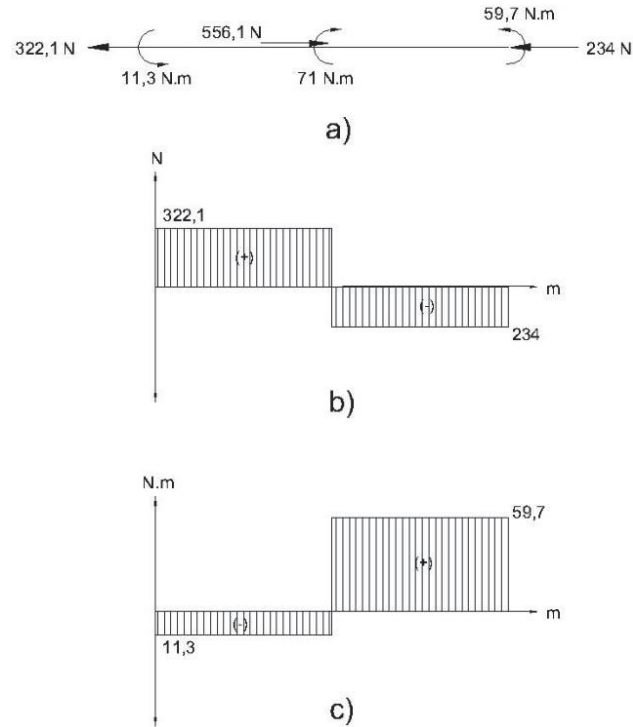 59,7 N.m
556,1 N
322,1 N
234 N
11,3 N.m
71 N.m
a)
N
322,1
(+)
m
(-)
234
b)
N.m
59,7
(+)
m
(-)
11,3
c)